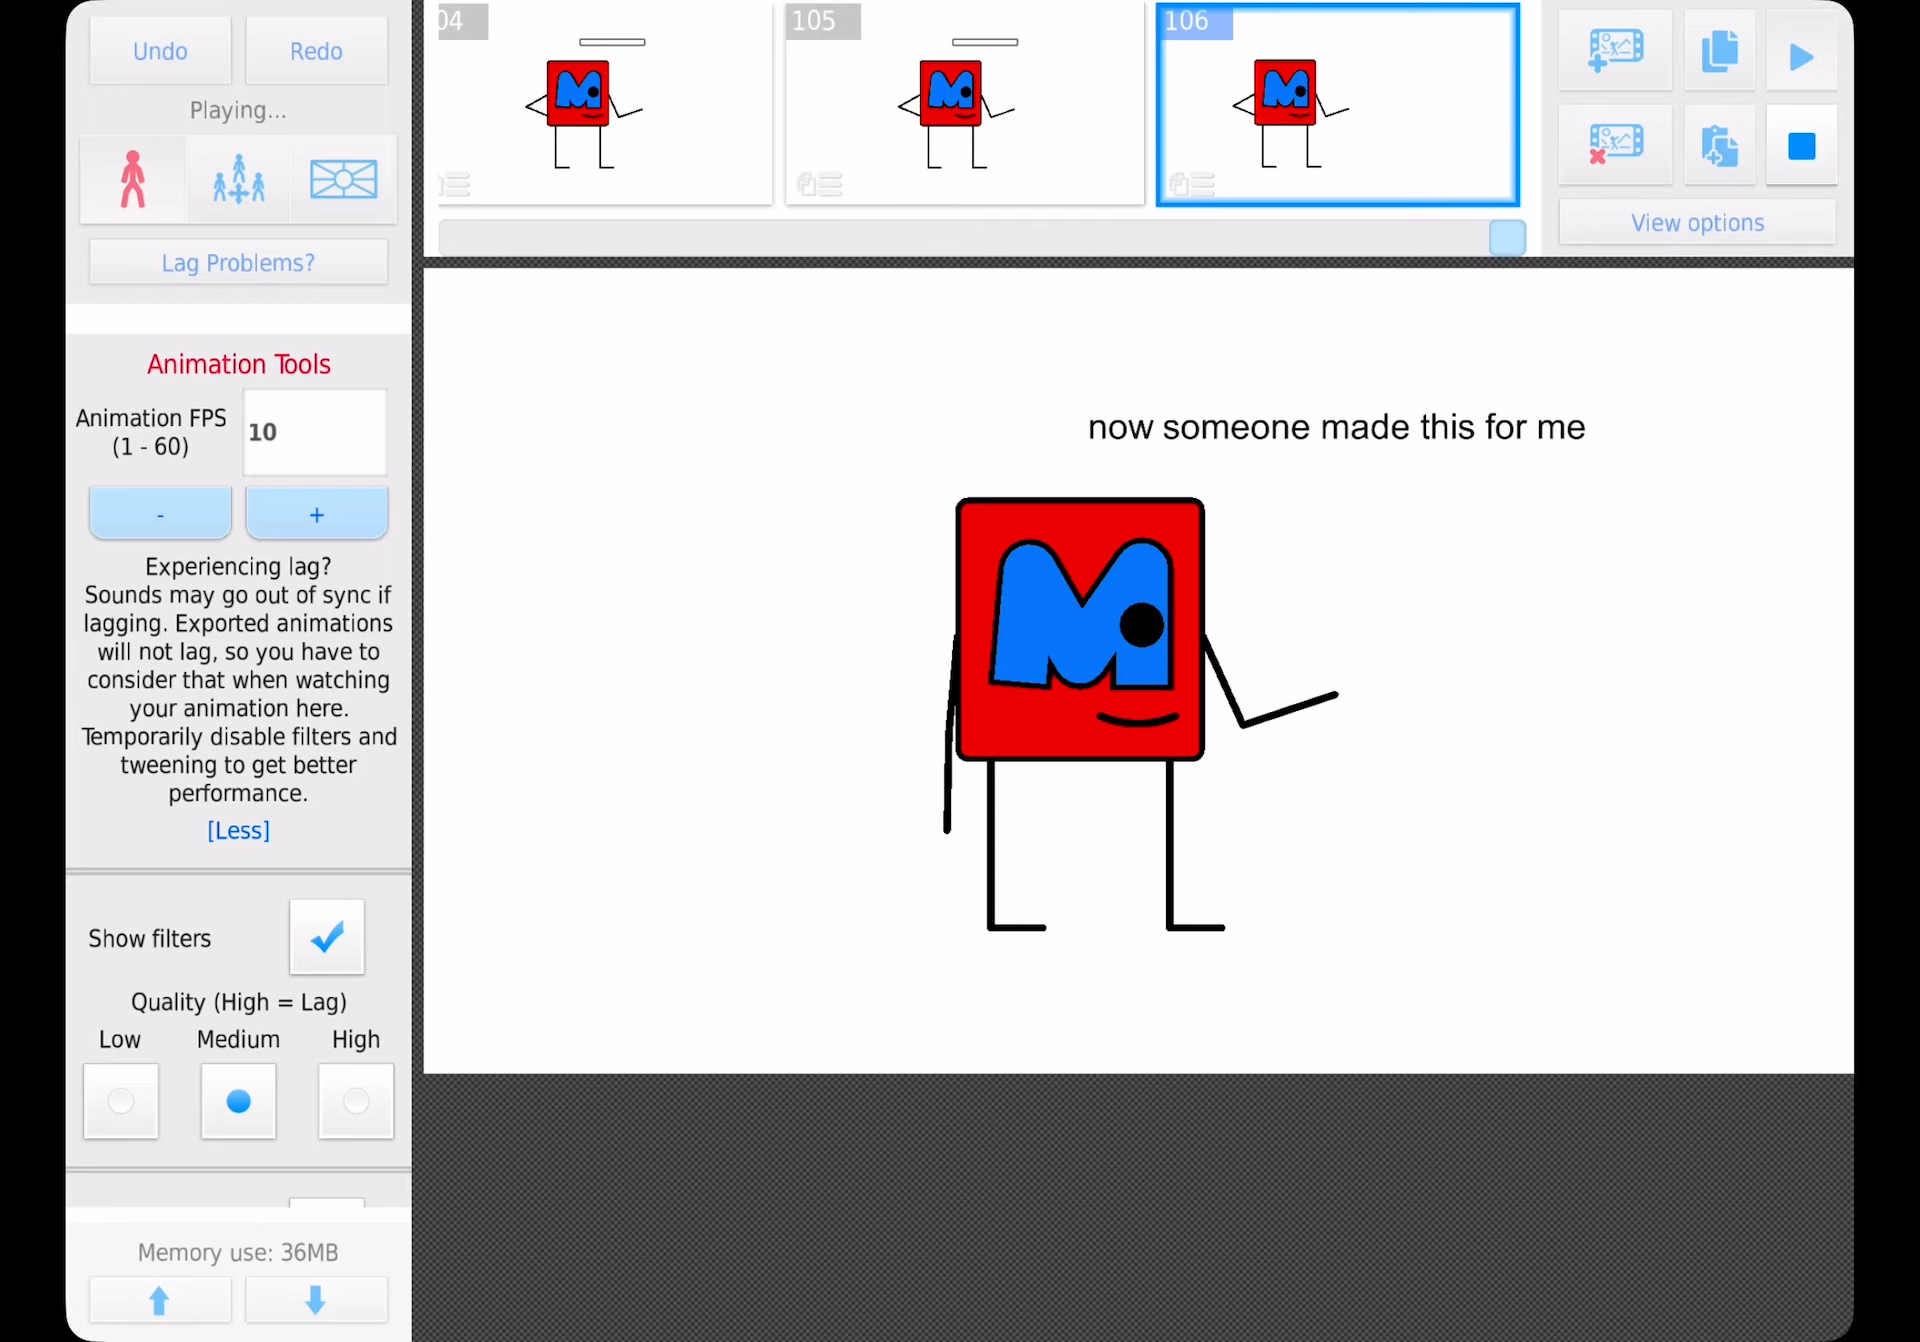 Undo Redo
Playing...
Lag Problems?
Animation Tools
Animation FPS
(1 - 60)
10
- +
Experiencing lag?
Sounds may go out of sync if
lagging. Exported animations
will not lag, so you have to
consider that when watching
your animation here.
Temporarily disable filters and
tweening to get better
performance.
[Less]
Show filters
Quality (High = Lag)
Low Medium High
Memory use: 36MB
04 105 106
View options
now someone made this for me
M